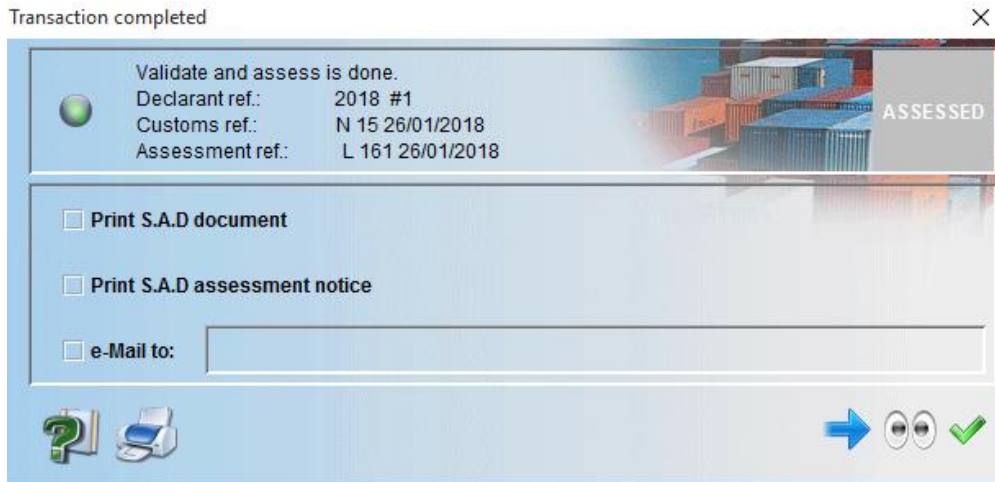 Transaction completed
Validate and assess is done.
Declarant ref.: 2018 #1
Customs ref.: N 15 26/01/2018
Assessment ref.: L 161 26/01/2018
ASSESSED
Print S.A.D document
Print S.A.D assessment notice
e-Mail to: